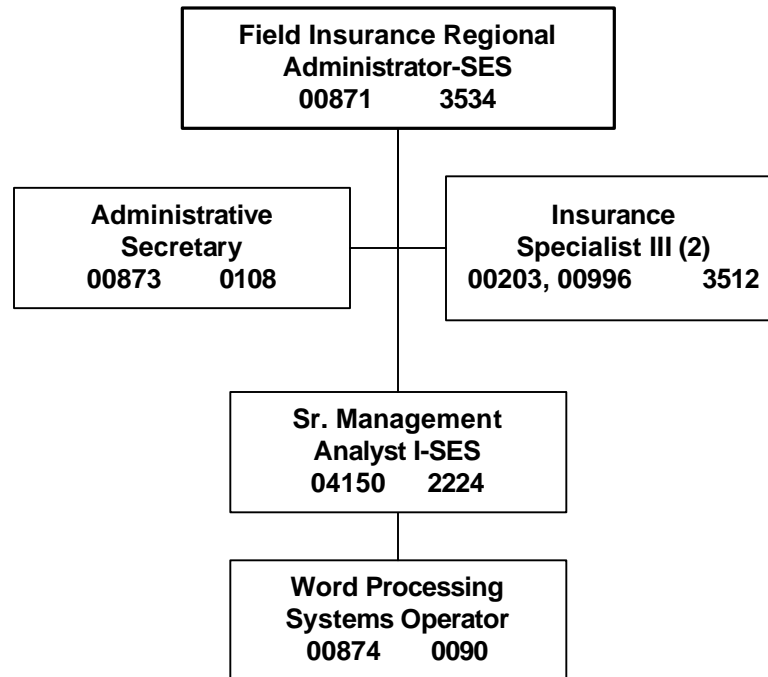 Field Insurance Regional
Administrator-SES
00871 3534
Administrative
Secretary
00873 0108
Insurance
Specialist III (2)
00203, 00996 3512
Sr. Management
Analyst I-SES
04150 2224
Word Processing
Systems Operator
00874 0090